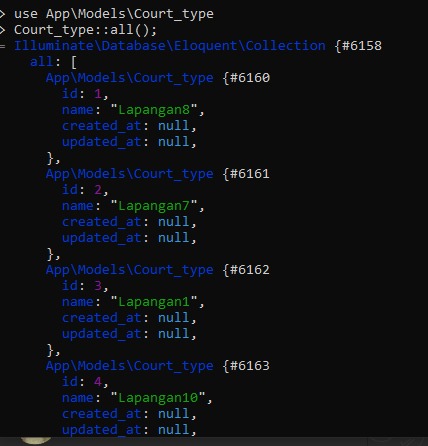 > use App\Models\Court_type
> Court_type::all();
= Illuminate\Database\Eloquent\Collection {#6158
all: [
App\Models\Court_type {#6160
id: 1,
name: "Lapangan8",
created_at: null,
updated_at: null,
},
App\Models\Court_type {#6161
id: 2,
name: "Lapangan7",
created_at: null,
updated_at: null,
},
App\Models\Court_type {#6162
id: 3,
name: "Lapangan1",
created_at: null,
updated_at: null,
},
App\Models\Court_type {#6163
id: 4,
name: "Lapangan10",
created_at: null,
updated_at: null,